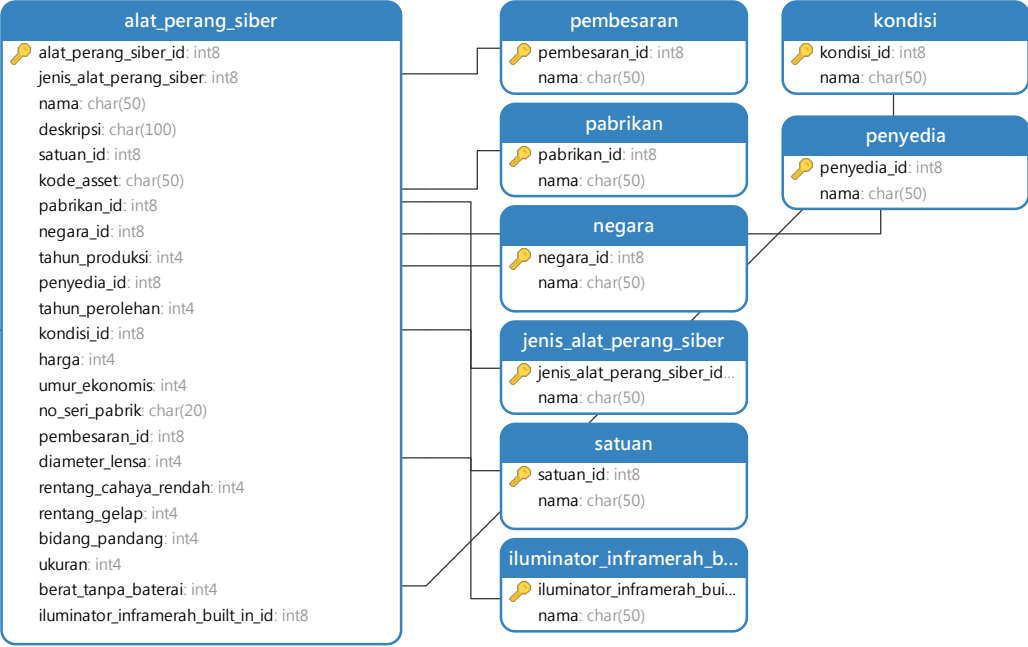 alat_perang_siber
alat_perang_siber_id: int8
jenis_alat_perang_siber: int8
nama: char(50)
deskripsi: char(100)
satuan_id: int8
kode_asset: char(50)
pabrikan_id: int8
negara_id: int8
tahun_produksi: int4
penyedia_id: int8
tahun_perolehan: int4
kondisi_id: int8
harga: int4
umur_ekonomis: int4
no_seri_pabrik: char(20)
pembesaran_id: int8
diameter_lensa: int4
rentang_cahaya_rendah: int4
rentang_gelap: int4
bidang_pandang: int4
ukuran: int4
berat_tanpa_baterai: int4
iluminator_inframerah_built_in_id: int8
pembesaran
pembesaran_id: int8
nama: char(50)
pabrikan
pabrikan_id: int8
nama: char(50)
negara
negara_id: int8
nama: char(50)
jenis_alat_perang_siber
jenis_alat_perang_siber_id...
nama: char(50)
satuan
satuan_id: int8
nama: char(50)
iluminator_inframerah_b...
iluminator_inframerah_bui...
nama: char(50)
kondisi
kondisi_id: int8
nama: char(50)
penyedia
penyedia_id: int8
nama: char(50)